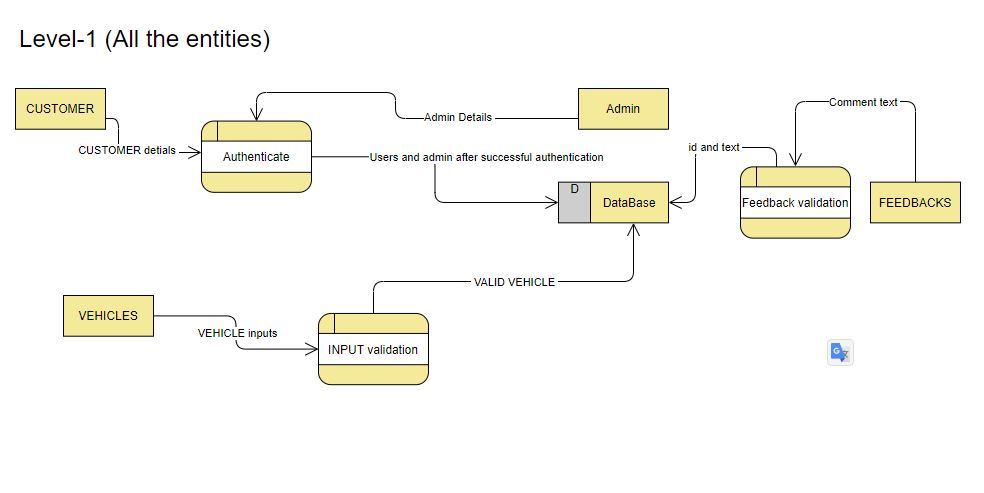 Level-1 (All the entities)
CUSTOMER
Admin
Comment text
Admin Details
CUSTOMER detials
Authenticate
Users and admin after successful authentication
id and text
D
DataBase
Feedback validation
FEEDBACKS
VALID VEHICLE
VEHICLES
VEHICLE inputs
INPUT validation
G